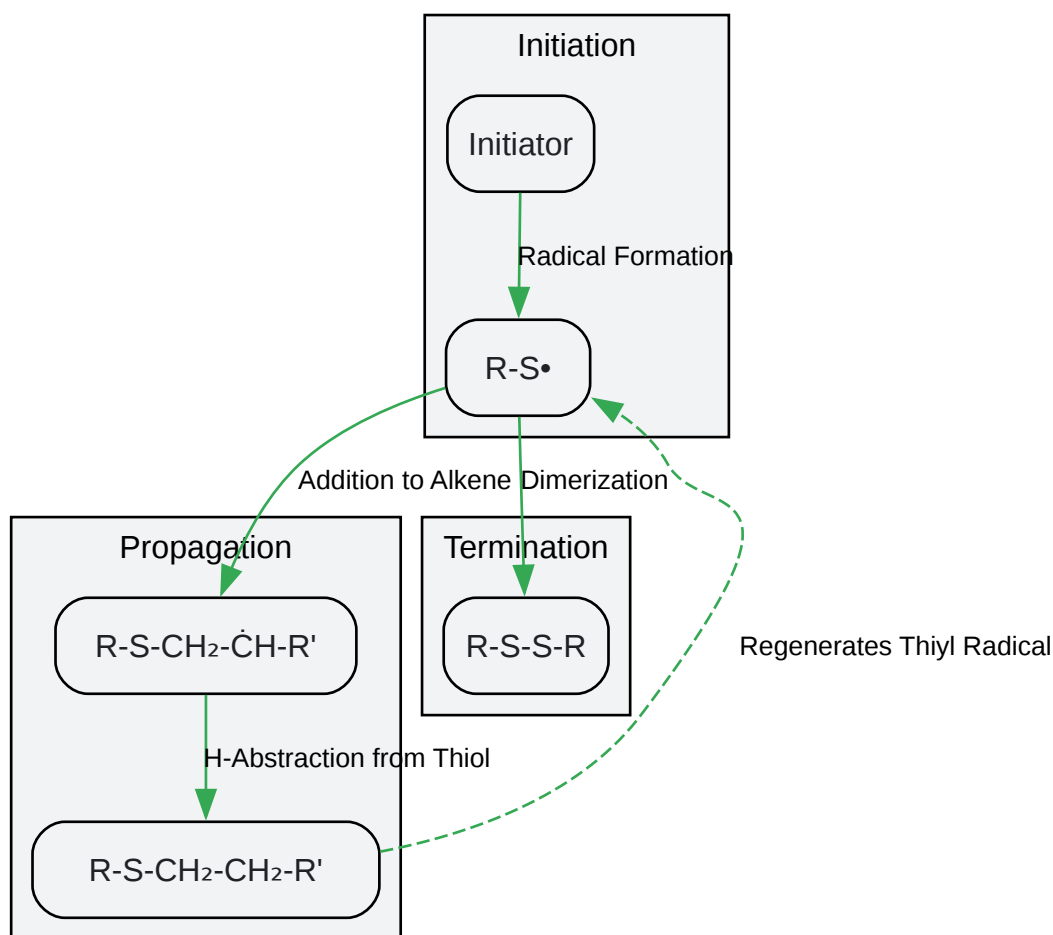 Initiation
Initiator
Radical Formation
R-S•
Addition to Alkene
Dimerization
Propagation
Termination
R-S-CH₂-ĊH-R'
R-S-S-R
Regenerates Thiyl Radical
H-Abstraction from Thiol
R-S-CH₂-CH₂-R'